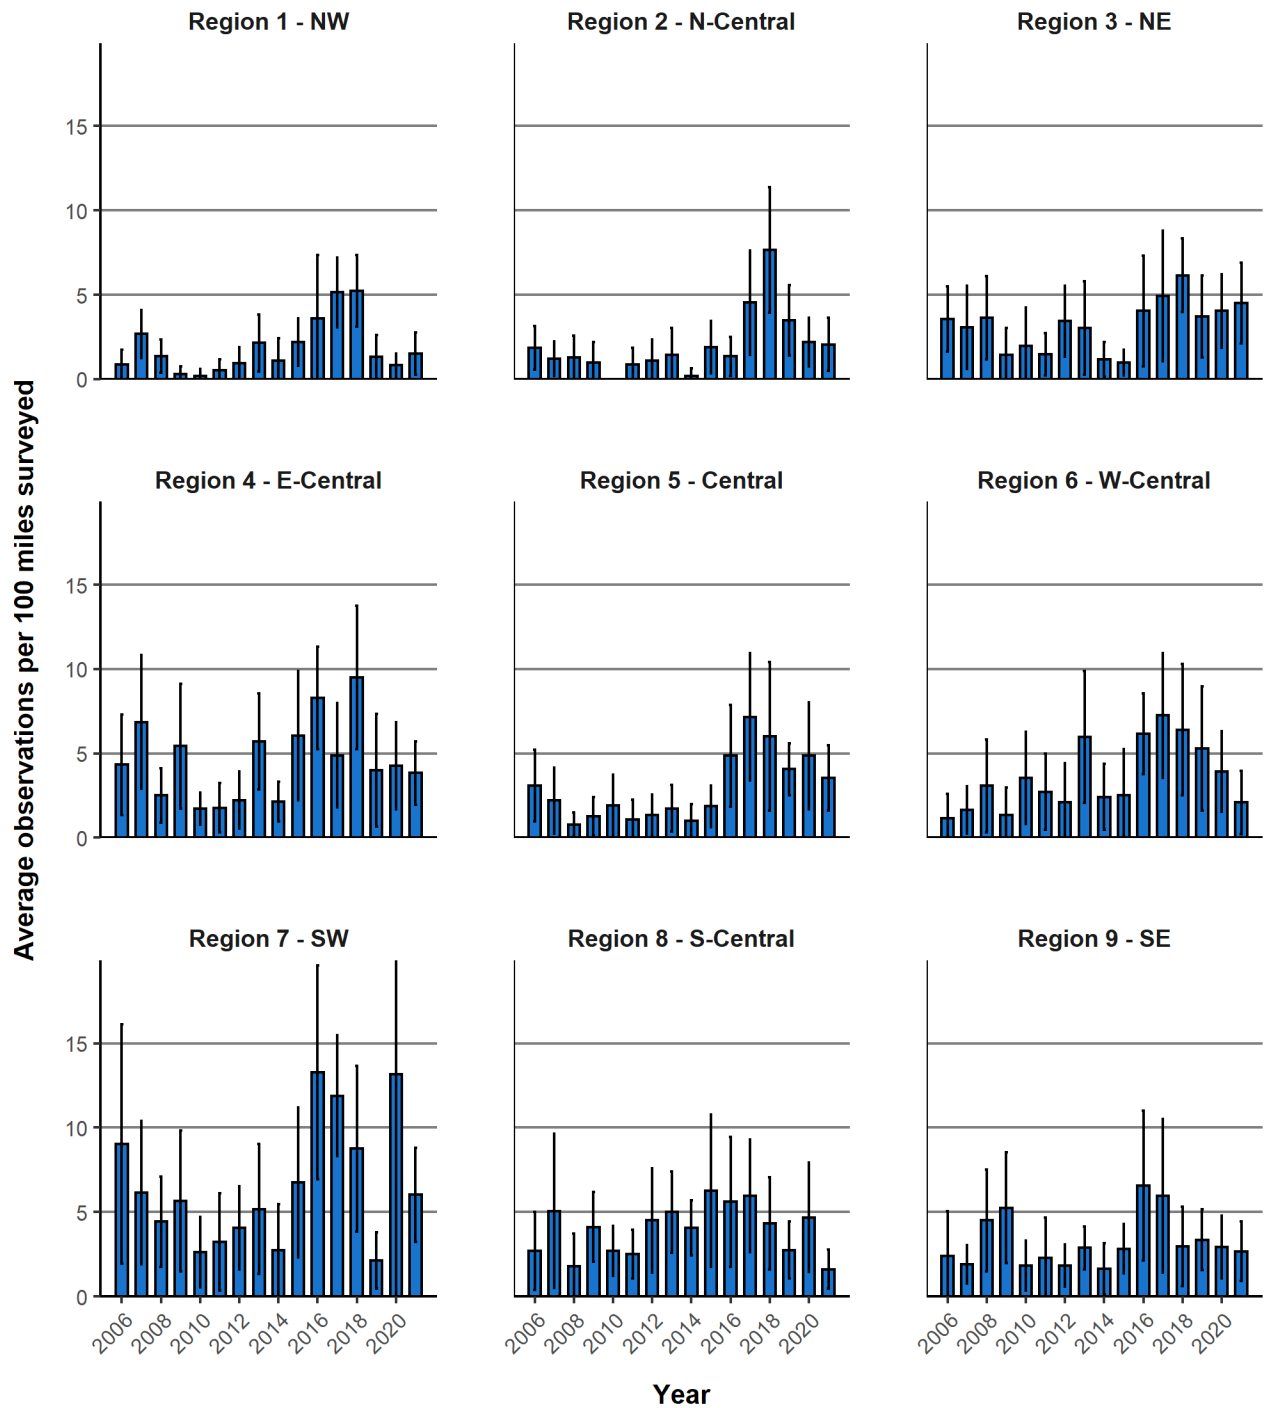 Region 1 - NW
Region 2 - N-Central
Region 3 - NE
15
10
5
0
Region 4 - E-Central
Region 5 - Central
Region 6 - W-Central
15
10
5
0
Average observations per 100 miles surveyed
Region 7 - SW
Region 8 - S-Central
Region 9 - SE
15
10
5
0
2006 2008 2010 2012 2014 2016 2018 2020
2006 2008 2010 2012 2014 2016 2018 2020
2006 2008 2010 2012 2014 2016 2018 2020
Year